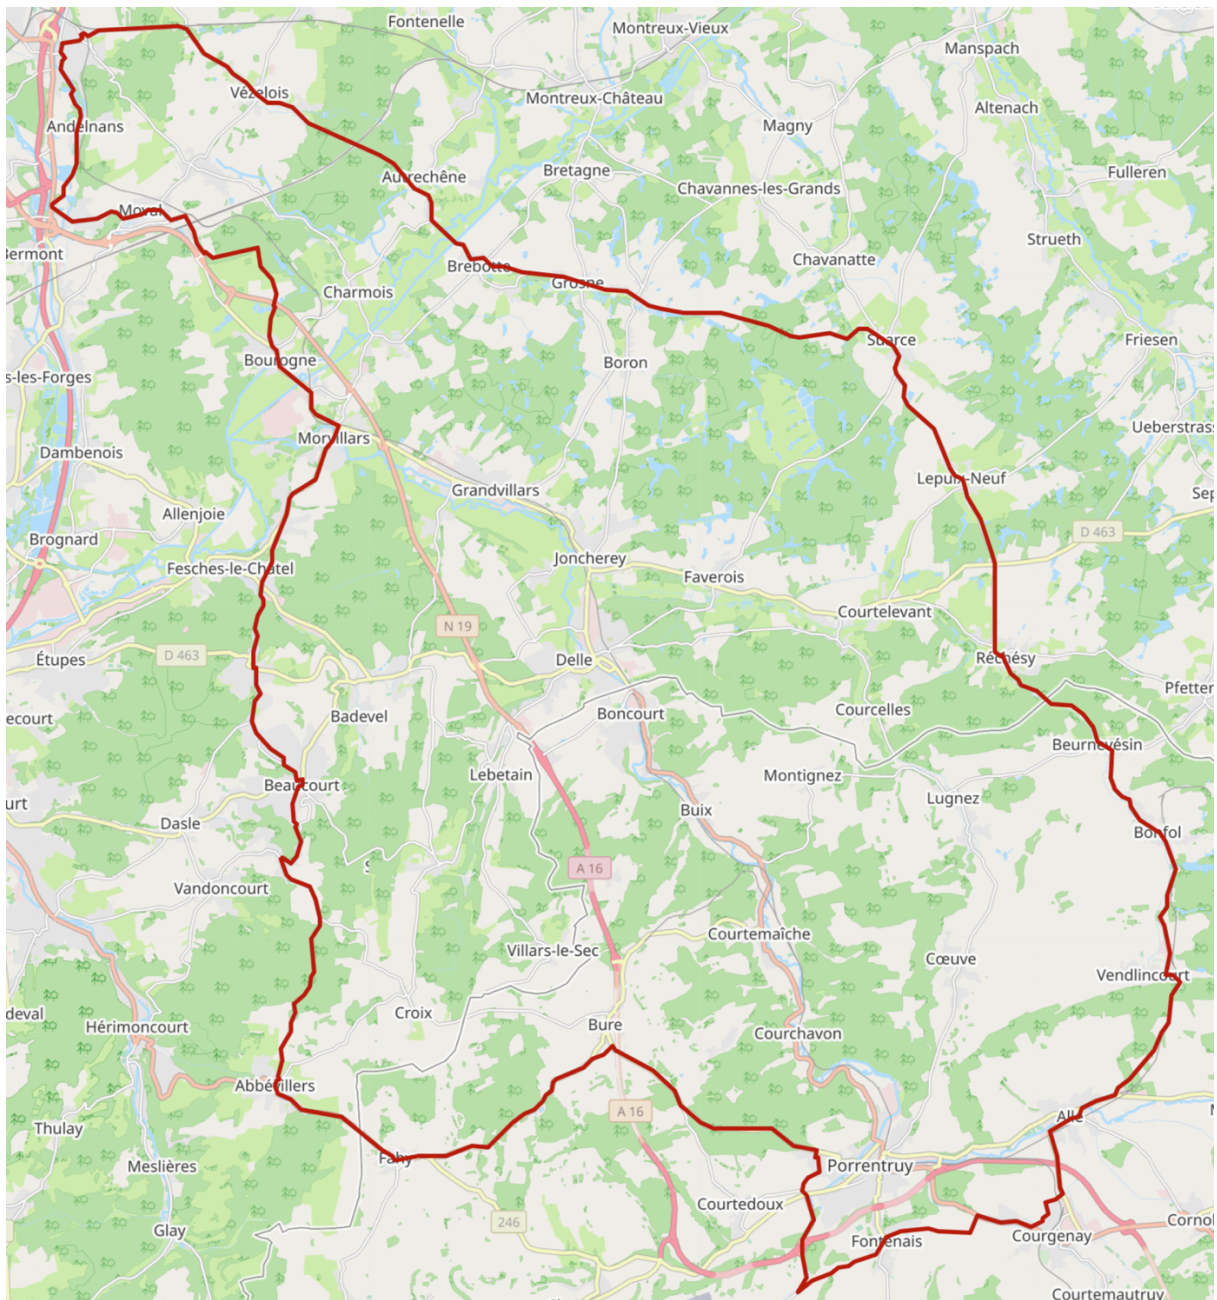 Fontenelle
Montreux-Vieux
Manspach
Vézelois
Montreux-Château
Altenach
Andelnans
Magny
Autrechêne
Bretagne
Fulleren
Chavannes-les-Grands
Moval
Strueth
Bermont
Brebotte
Chavanatte
Charmois
Grosne
Suarce
Friesen
Bourogne
Boron
s-les-Forges
Morvillars
Ueberstrass
Dambenois
Lepuix-Neuf
Grandvillars
Sep
Allenjoie
D 463
Brognard
Joncherey
Fesches-le-Châtel
Faverois
Courtelevant
N 19
Étupes
D 463
Delle
Réchésy
Pfetter
Badevel
Boncourt
Courcelles
ecourt
Beurnevésin
Lebetain
Montignez
Beaucourt
Lugnez
urt
Buix
Dasle
Bonfol
A 16
Vandoncourt
Courtemaîche
Villars-le-Sec
Cœuve
Vendlincourt
deval
Croix
Hérimoncourt
Bure
Courchavon
Abbévillers
A 16
Alle
Thulay
Fahy
Meslières
Porrentruy
Courtedoux
246
Glay
Cornol
Fontenais
Courgenay
Courtemautruy